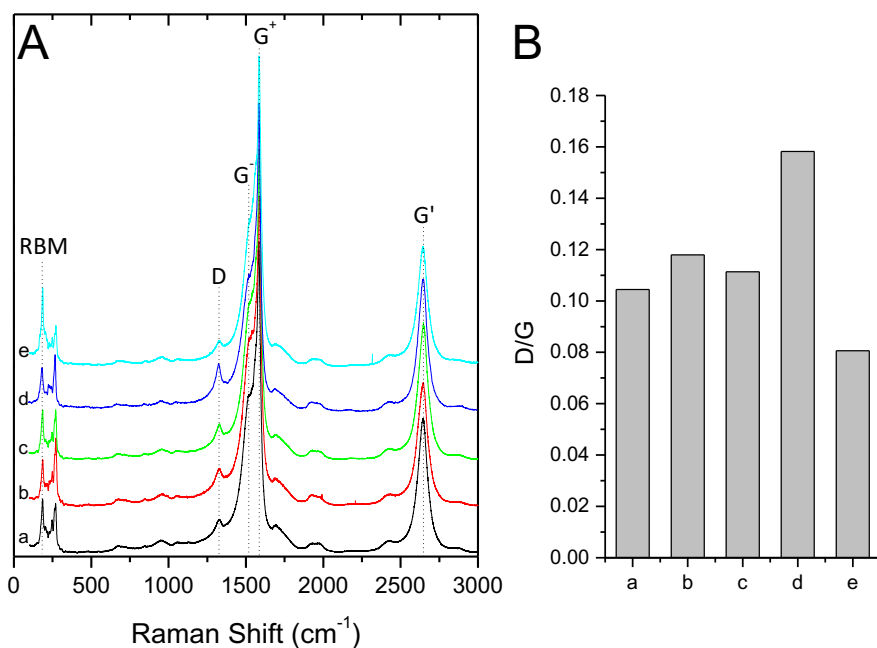 A
G⁺
G⁻
G'
RBM
D
e
d
c
b
a
0 500 1000 1500 2000 2500 3000
Raman Shift (cm⁻¹)
B
0.18
0.16
0.14
0.12
0.10
0.08
0.06
0.04
0.02
0.00
D/G
a b c d e